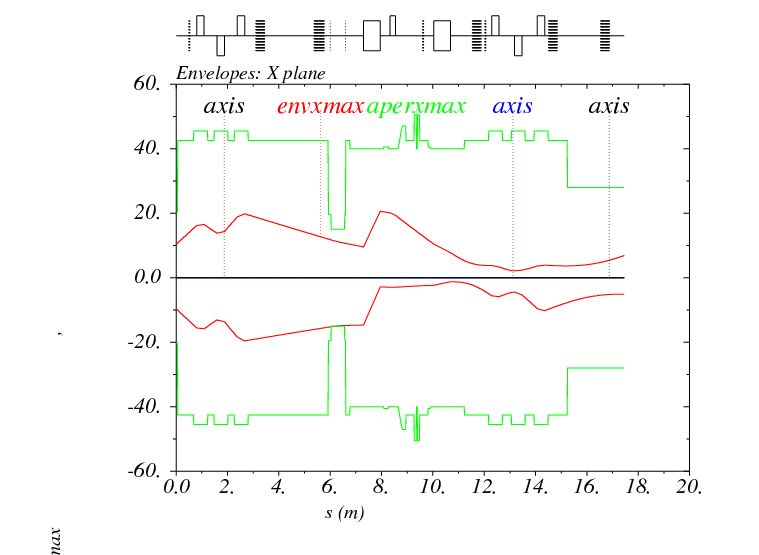 Envelopes: X plane
60.
axis envxmax aperxmax axis axis
40.
20.
0.0
-20.
,
-40.
-60.
0.0 2. 4. 6. 8. 10. 12. 14. 16. 18. 20.
s (m)
max